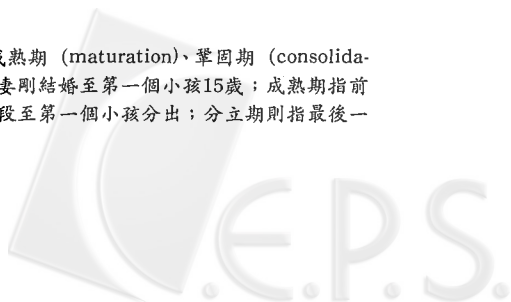 熟期 (maturation)、鞏固期 (consolida-
妻剛結婚至第一個小孩15歲；成熟期指前
段至第一個小孩分出；分立期則指最後一
C.E.P.S.